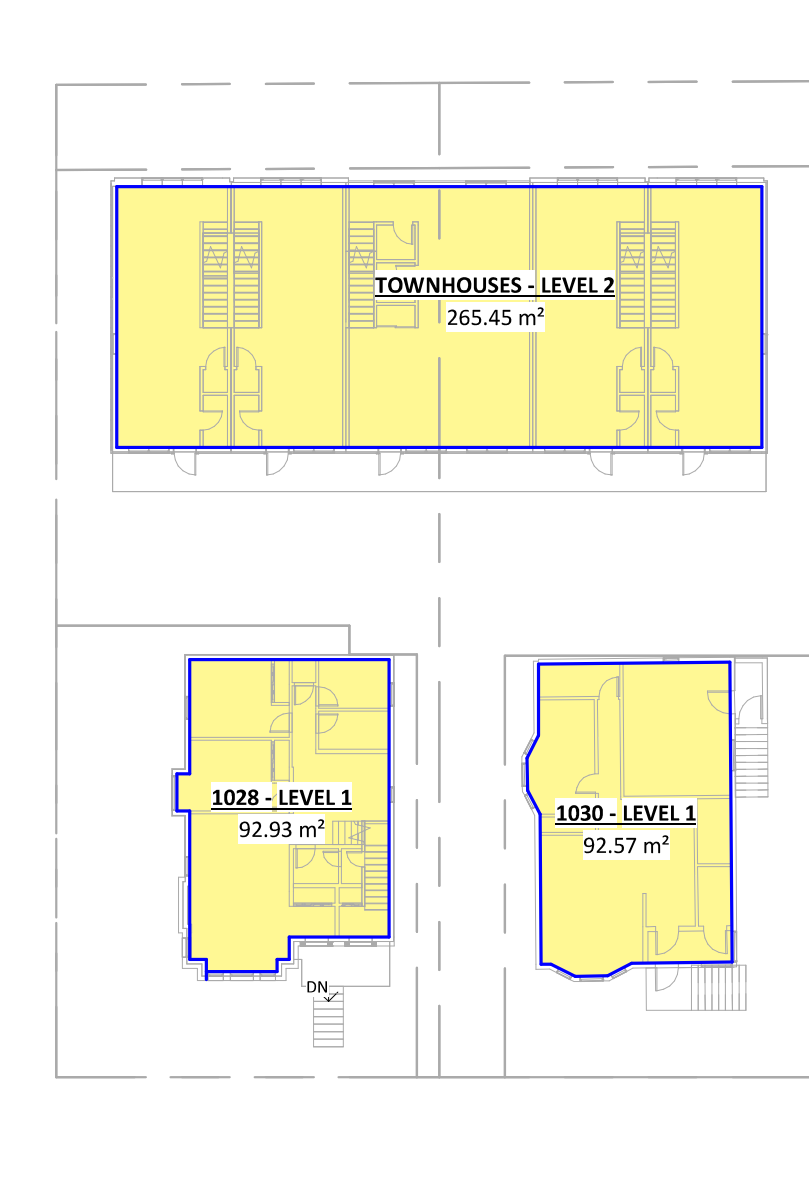 TOWNHOUSES - LEVEL 2
265.45 m²
1028 - LEVEL 1
92.93 m²
1030 - LEVEL 1
92.57 m²
DN